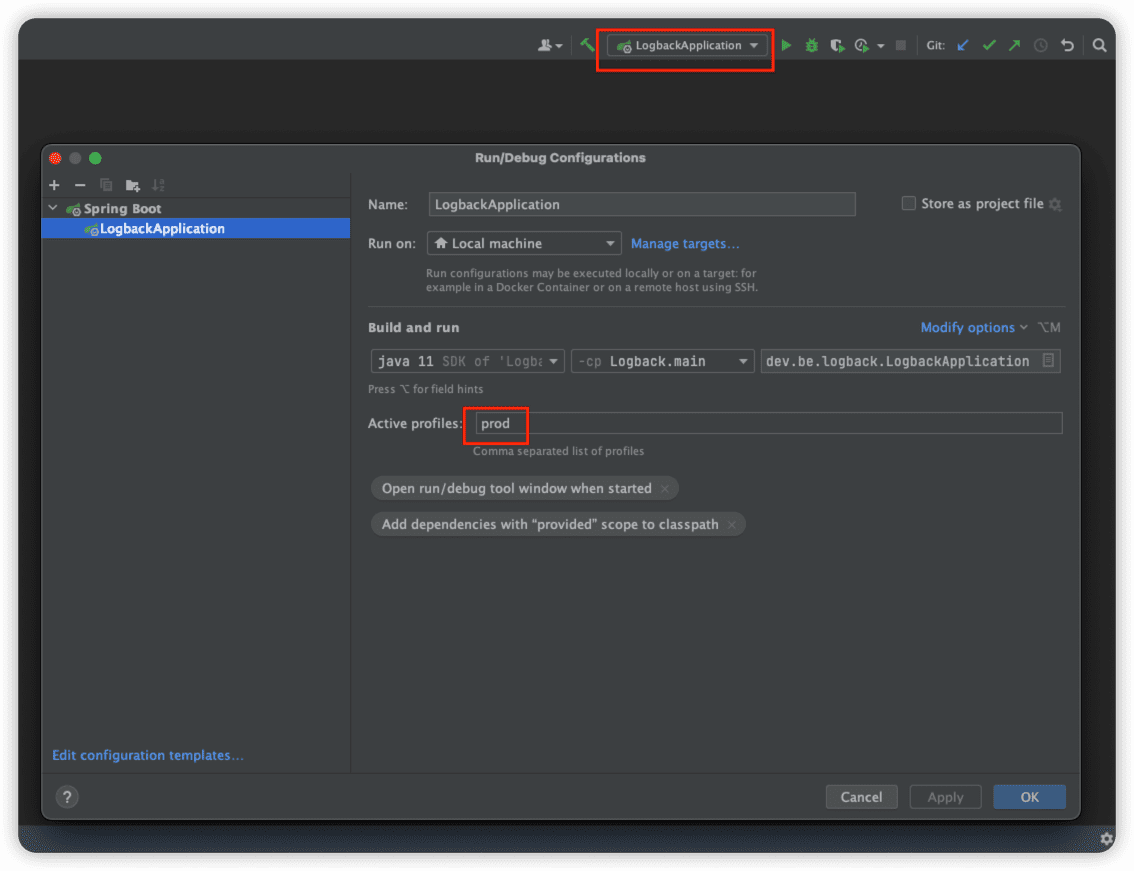 LogbackApplication
Git:
Run/Debug Configurations
Spring Boot
LogbackApplication
Name: LogbackApplication
Store as project file
Run on: Local machine
Manage targets...
Run configurations may be executed locally or on a target: for
example in a Docker Container or on a remote host using SSH.
Build and run
Modify options ⌥M
java 11 SDK of 'Logba
-cp Logback.main
dev.be.logback.LogbackApplication
Press ⌥ for field hints
Active profiles: prod
Comma separated list of profiles
Open run/debug tool window when started ×
Add dependencies with “provided” scope to classpath ×
Edit configuration templates...
?
Cancel
Apply
OK